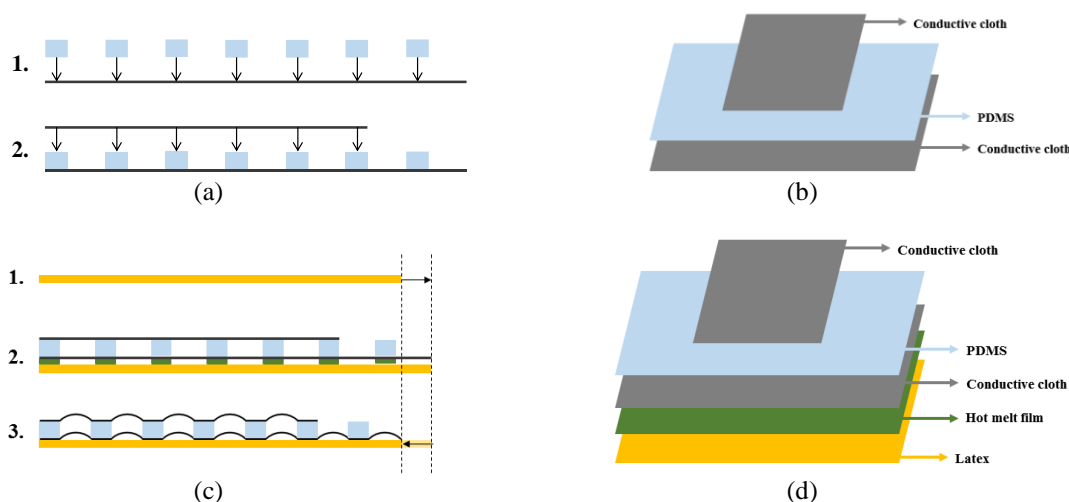 1.
2.
(a)
Conductive cloth
PDMS
Conductive cloth
(b)
1.
2.
3.
(c)
Conductive cloth
PDMS
Conductive cloth
Hot melt film
Latex
(d)